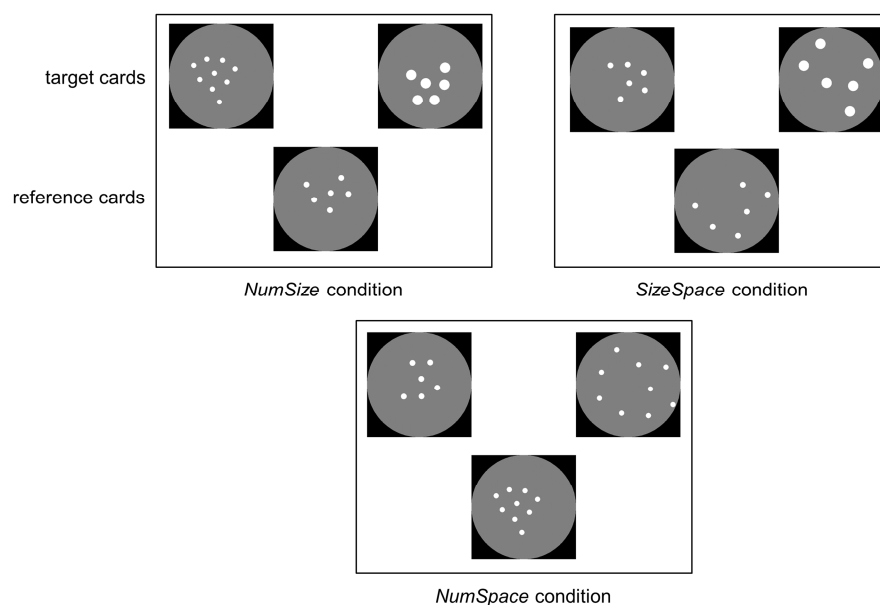 target cards
reference cards
NumSize condition
SizeSpace condition
NumSpace condition